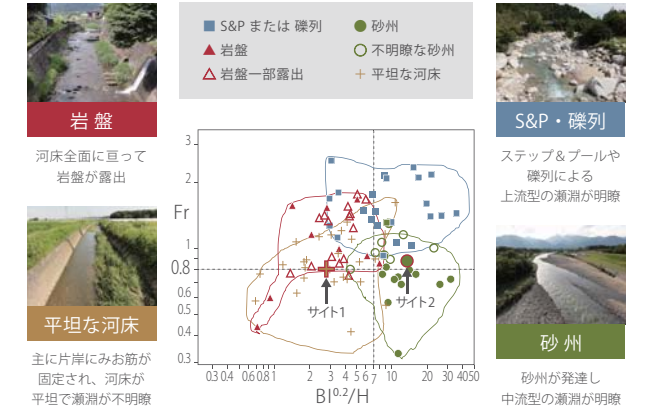 S&P または 礫列
岩盤
岩盤一部露出
砂州
不明瞭な砂州
平坦な河床
岩盤
河床全面に亘って
岩盤が露出
平坦な河床
主に片岸にみお筋が
固定され、河床が
平坦で瀬淵が不明瞭
S&P・礫列
ステップ&プールや
礫列による
上流型の瀬淵が明瞭
砂州
砂州が発達し
中流型の瀬淵が明瞭
Fr
3
2
1
0.8
0.6
0.5
0.4
0.3
サイト1
サイト2
0.3 0.4 0.6 0.8 1 2 3 4 5 6 7 10 20 30 40 50
BI^0.2/H